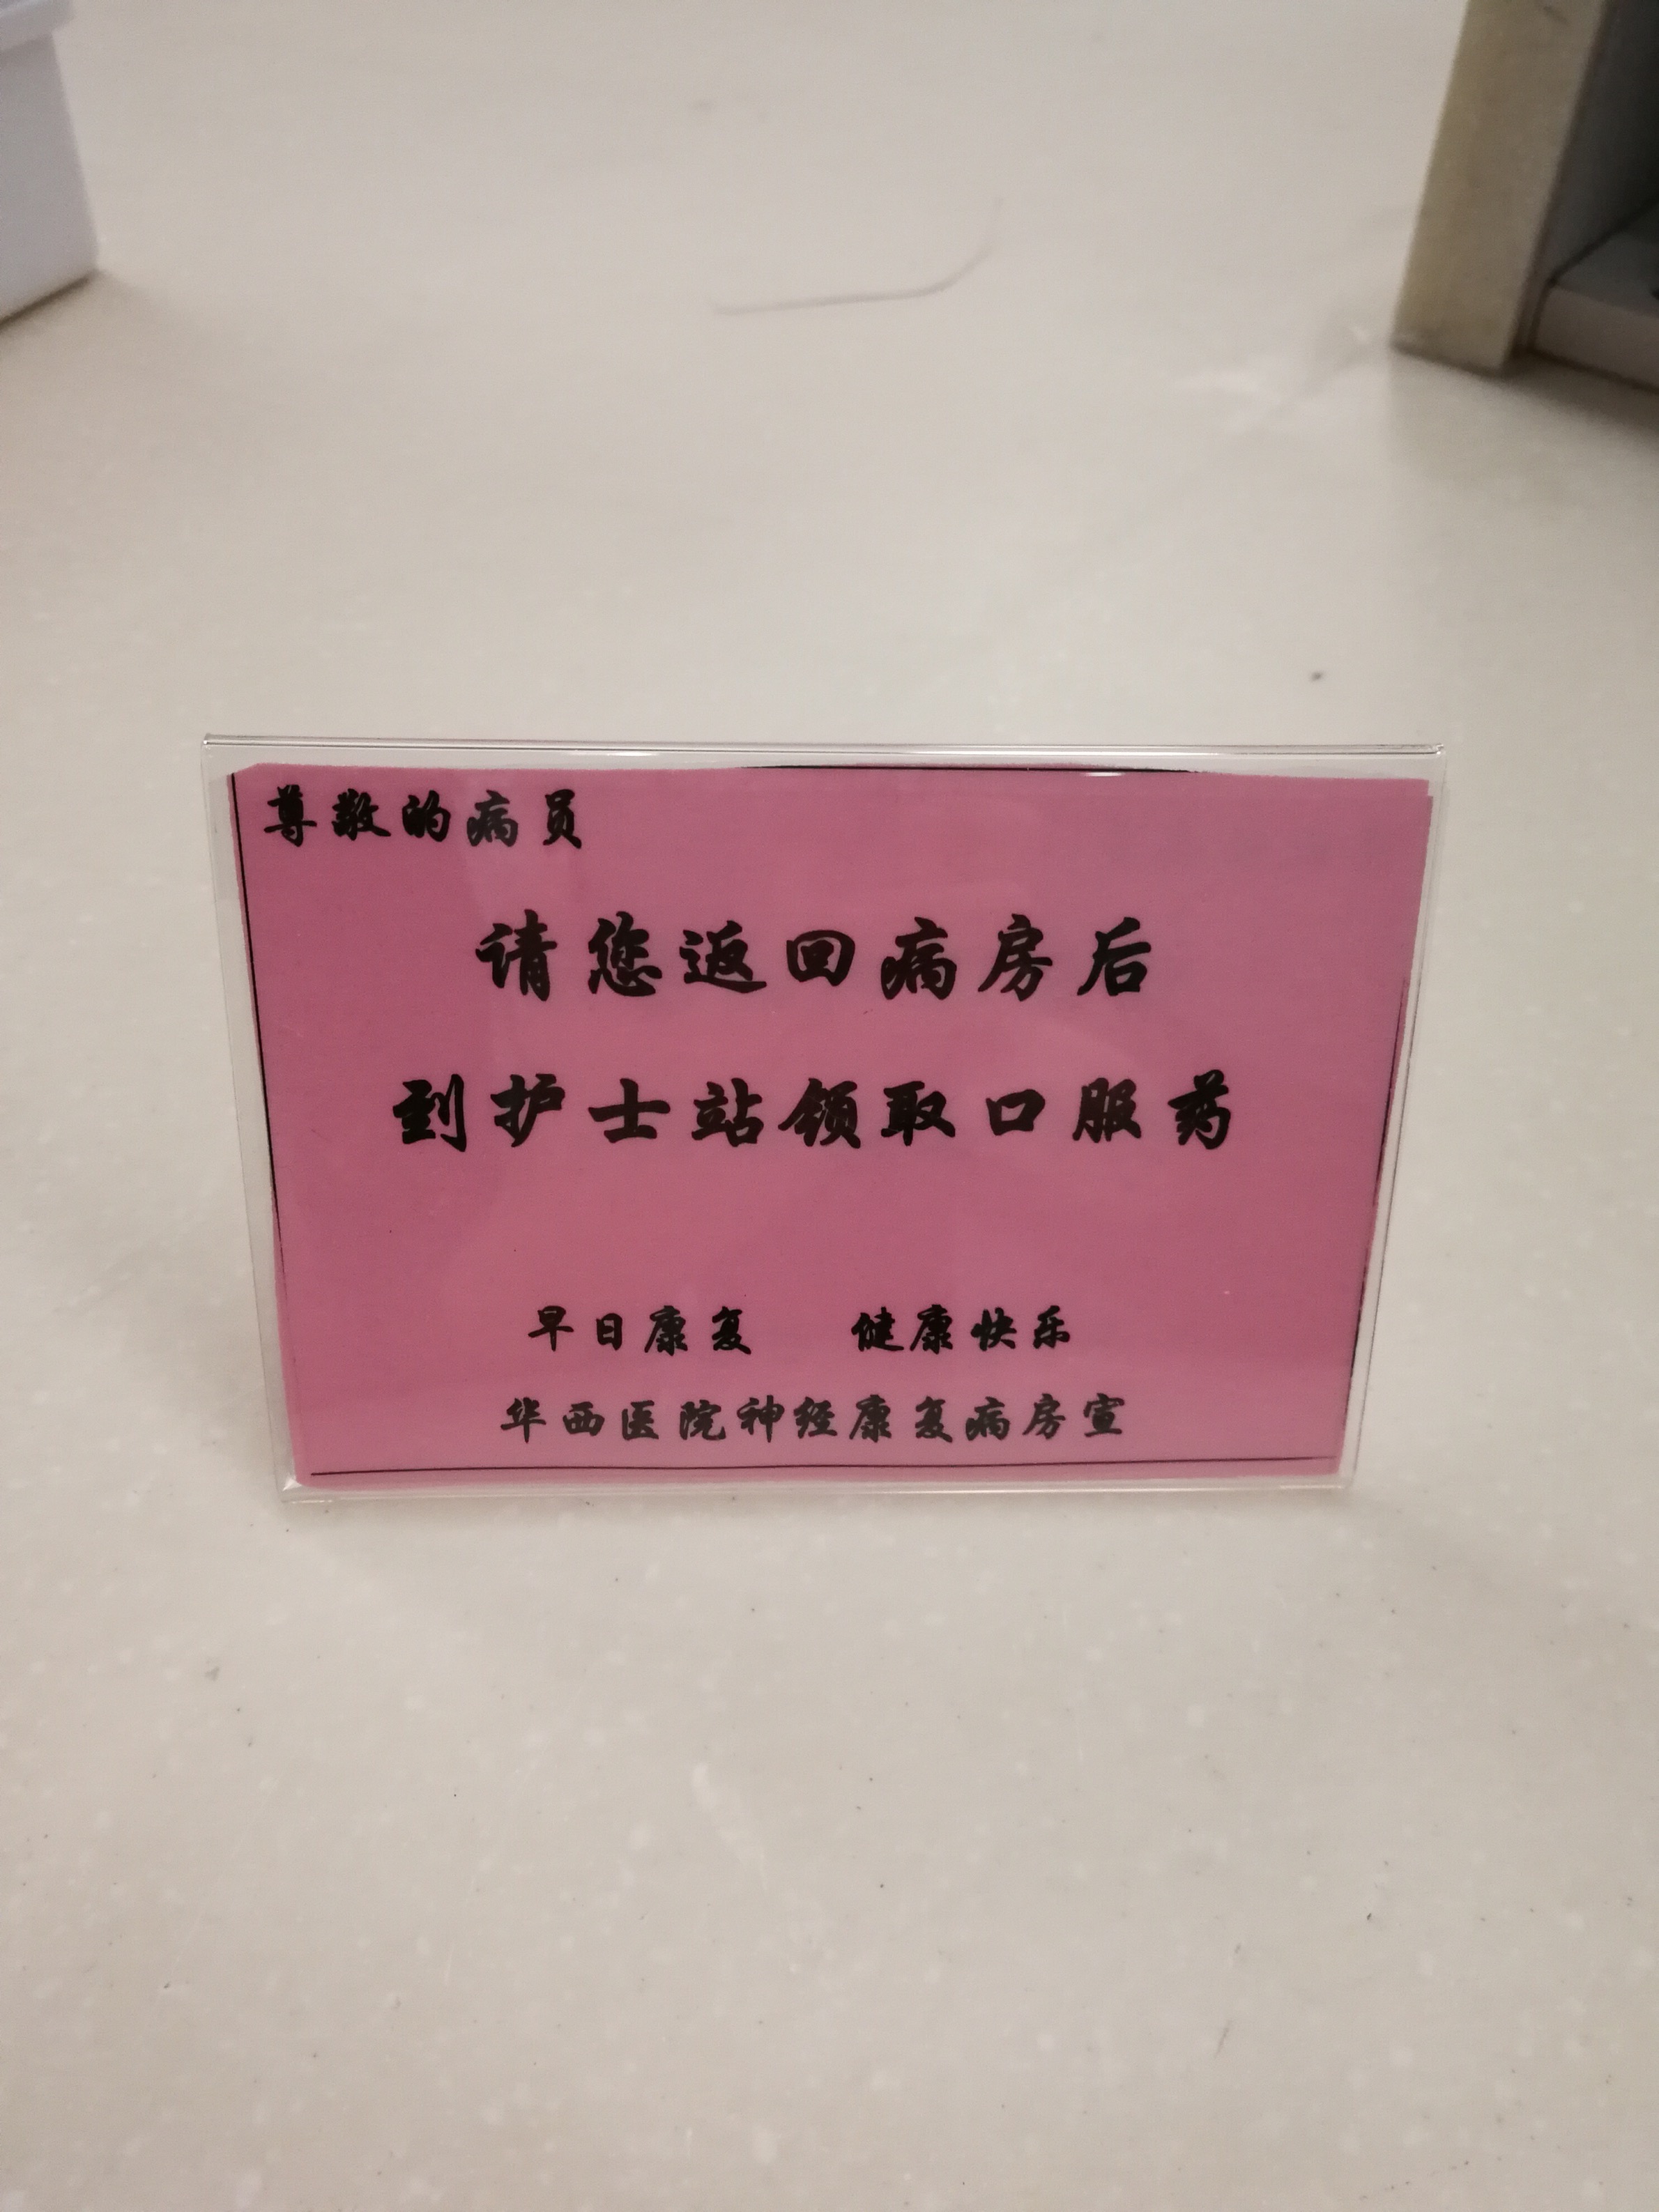 尊敬的病员
请您返回病房后
到护士站领取口服药
早日康复 健康快乐
华西医院神经康复病房宣